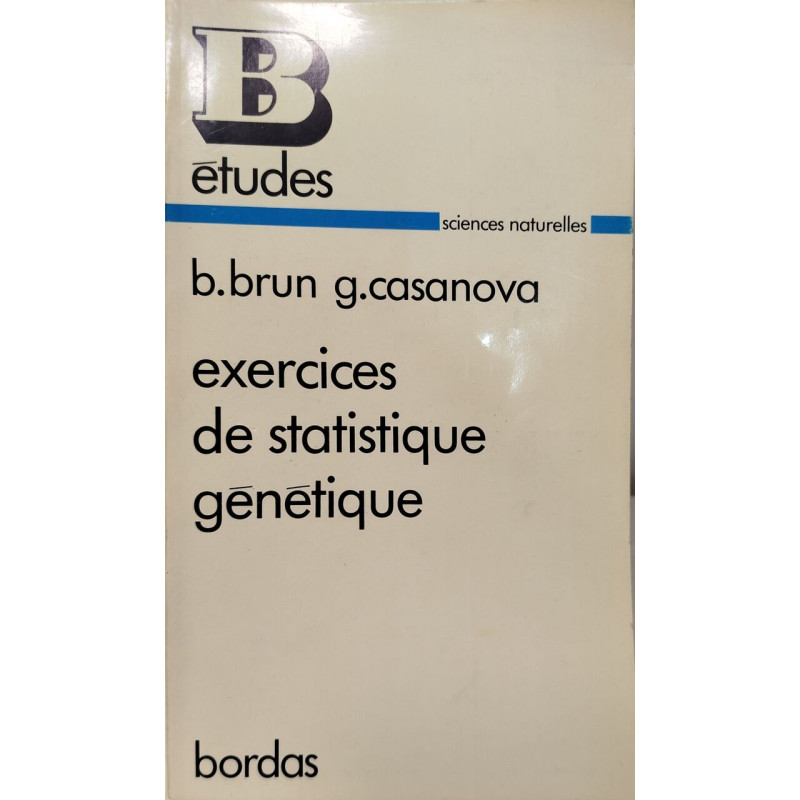 B
études
sciences naturelles
b.brun g.casanova
exercices
de statistique
génétique
bordas